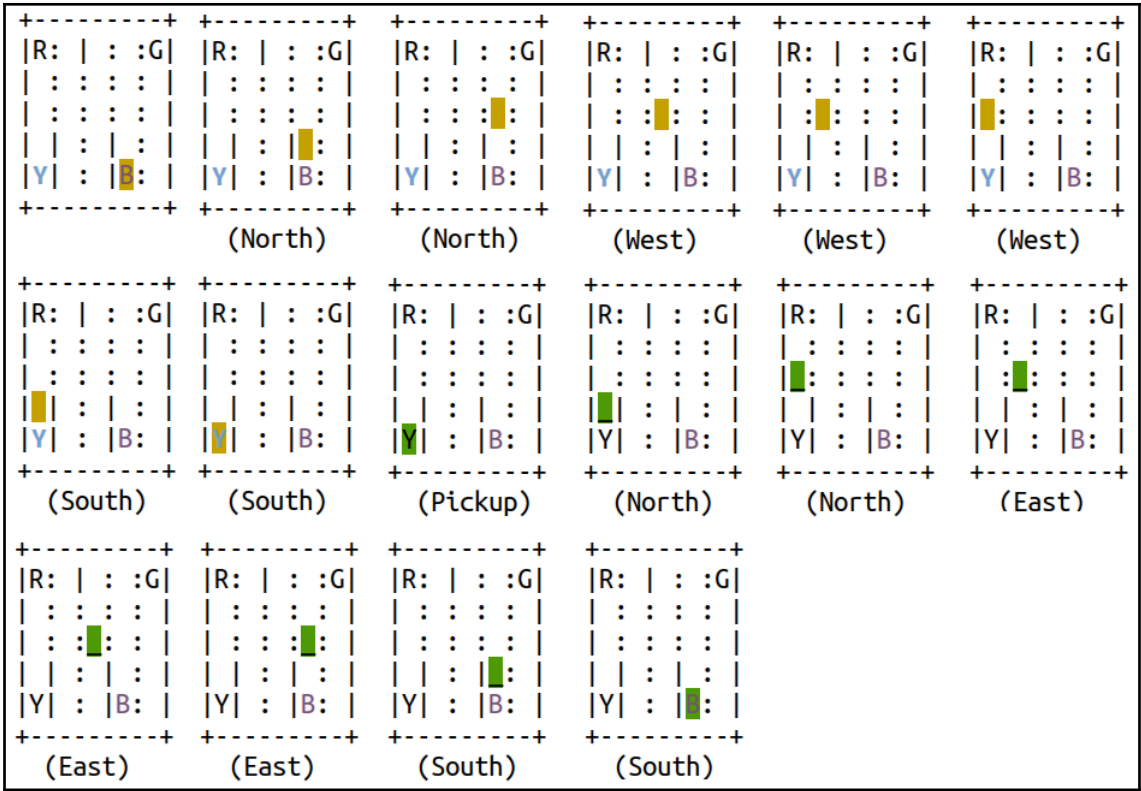 +---------+ +---------+ +---------+ +---------+ +---------+ +---------+
|R: | : :G| |R: | : :G| |R: | : :G| |R: | : :G| |R: | : :G| |R: | : :G|
| : : : : | | : : : : | | : : : : | | : : : : | | : : : : | | : : : : |
| : : : : | | : : : : | | : : : : | | : : : : | | : : : : | | : : : : |
| | : | : | | | : | : | | | : | : | | | : | : | | | : | : | | | : | : |
|Y| : |B: | |Y| : |B: | |Y| : |B: | |Y| : |B: | |Y| : |B: | |Y| : |B: |
+---------+ +---------+ +---------+ +---------+ +---------+ +---------+
(North) (North) (West) (West) (West)
+---------+ +---------+ +---------+ +---------+ +---------+ +---------+
|R: | : :G| |R: | : :G| |R: | : :G| |R: | : :G| |R: | : :G| |R: | : :G|
| : : : : | | : : : : | | : : : : | | : : : : | | : : : : | | : : : : |
| : : : : | | : : : : | | : : : : | | : : : : | |_: : : : | | :_: : : |
| | : | : | | | : | : | | | : | : | |_| : | : | | | : | : | | | : | : |
|Y| : |B: | |Y| : |B: | |Y| : |B: | |Y| : |B: | |Y| : |B: | |Y| : |B: |
+---------+ +---------+ +---------+ +---------+ +---------+ +---------+
(South) (South) (Pickup) (North) (North) (East)
+---------+ +---------+ +---------+ +---------+
|R: | : :G| |R: | : :G| |R: | : :G| |R: | : :G|
| : : : : | | : : : : | | : : : : | | : : : : |
| : :_: : | | : : :_: | | : : : : | | : : : : |
| | : | : | | | : | : | | | : |_: | | | : | : |
|Y| : |B: | |Y| : |B: | |Y| : |B: | |Y| : |B: |
+---------+ +---------+ +---------+ +---------+
(East) (East) (South) (South)